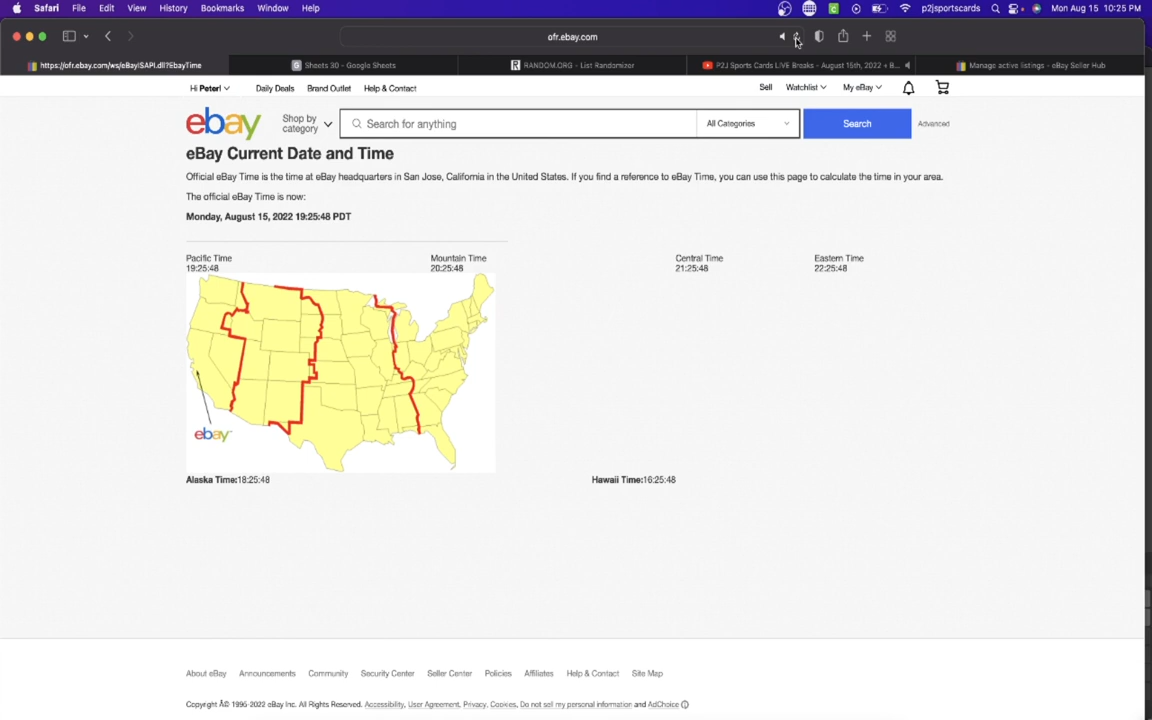 Safari File Edit View History Bookmarks Window Help p2jsportscards Mon Aug 15 10:25 PM
ofr.ebay.com
https://ofr.ebay.com/ws/eBayISAPI.dll?EbayTime
Sheets 30 - Google Sheets
RANDOM.ORG - List Randomizer
P2J Sports Cards LIVE Breaks - August 15th, 2022 + B...
Manage active listings - eBay Seller Hub
Hi Peter! Daily Deals Brand Outlet Help & Contact Sell Watchlist My eBay
ebay
Shop by category
Search for anything
All Categories
Search
Advanced
eBay Current Date and Time
Official eBay Time is the time at eBay headquarters in San Jose, California in the United States. If you find a reference to eBay Time, you can use this page to calculate the time in your area.
The official eBay Time is now:
Monday, August 15, 2022 19:25:48 PDT
Pacific Time Mountain Time Central Time Eastern Time
19:25:48 20:25:48 21:25:48 22:25:48
ebay
Alaska Time:18:25:48 Hawaii Time:16:25:48
About eBay Announcements Community Security Center Seller Center Policies Affiliates Help & Contact Site Map
Copyright Â© 1995-2022 eBay Inc. All Rights Reserved. Accessibility, User Agreement, Privacy, Cookies, Do not sell my personal information and AdChoice